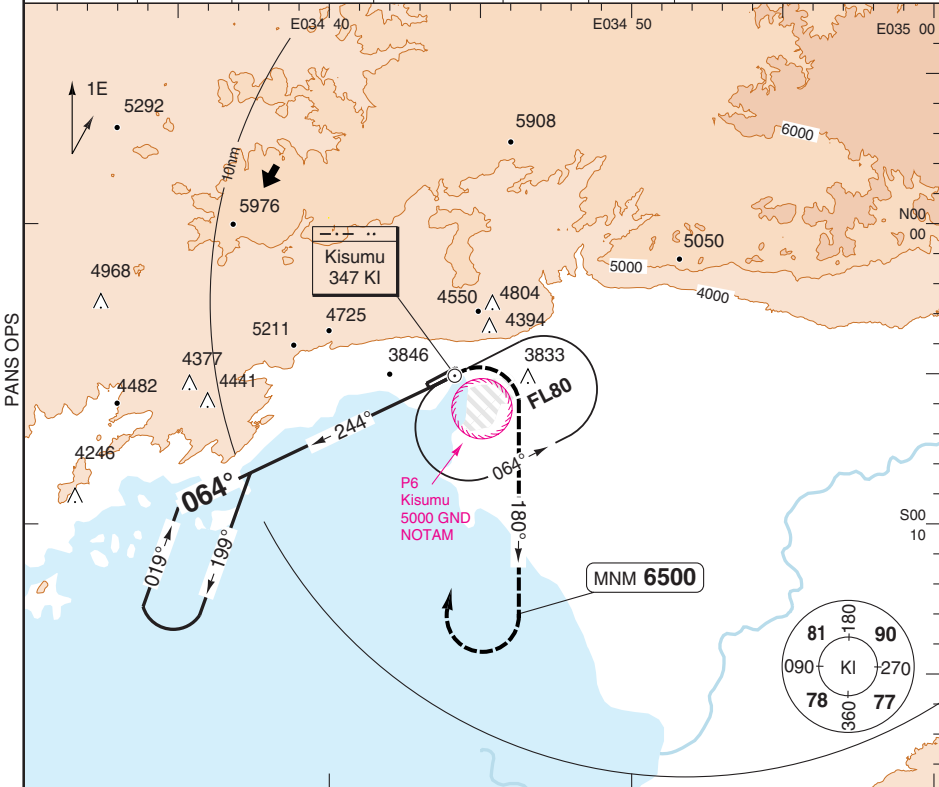 E034 40
E034 50
E035 00
1E
5292
5908
6000
10nm
5976
N00
00
Kisumu
347 KI
5050
5000
4968
4000
4550
4804
4725
4394
5211
PANS OPS
4377
3846
3833
4441
4482
FL80
244°
4246
064°
064°
P6
Kisumu
5000 GND
NOTAM
180°
S00
10
019°
199°
MNM 6500
180
81
90
090
KI
270
78
77
360